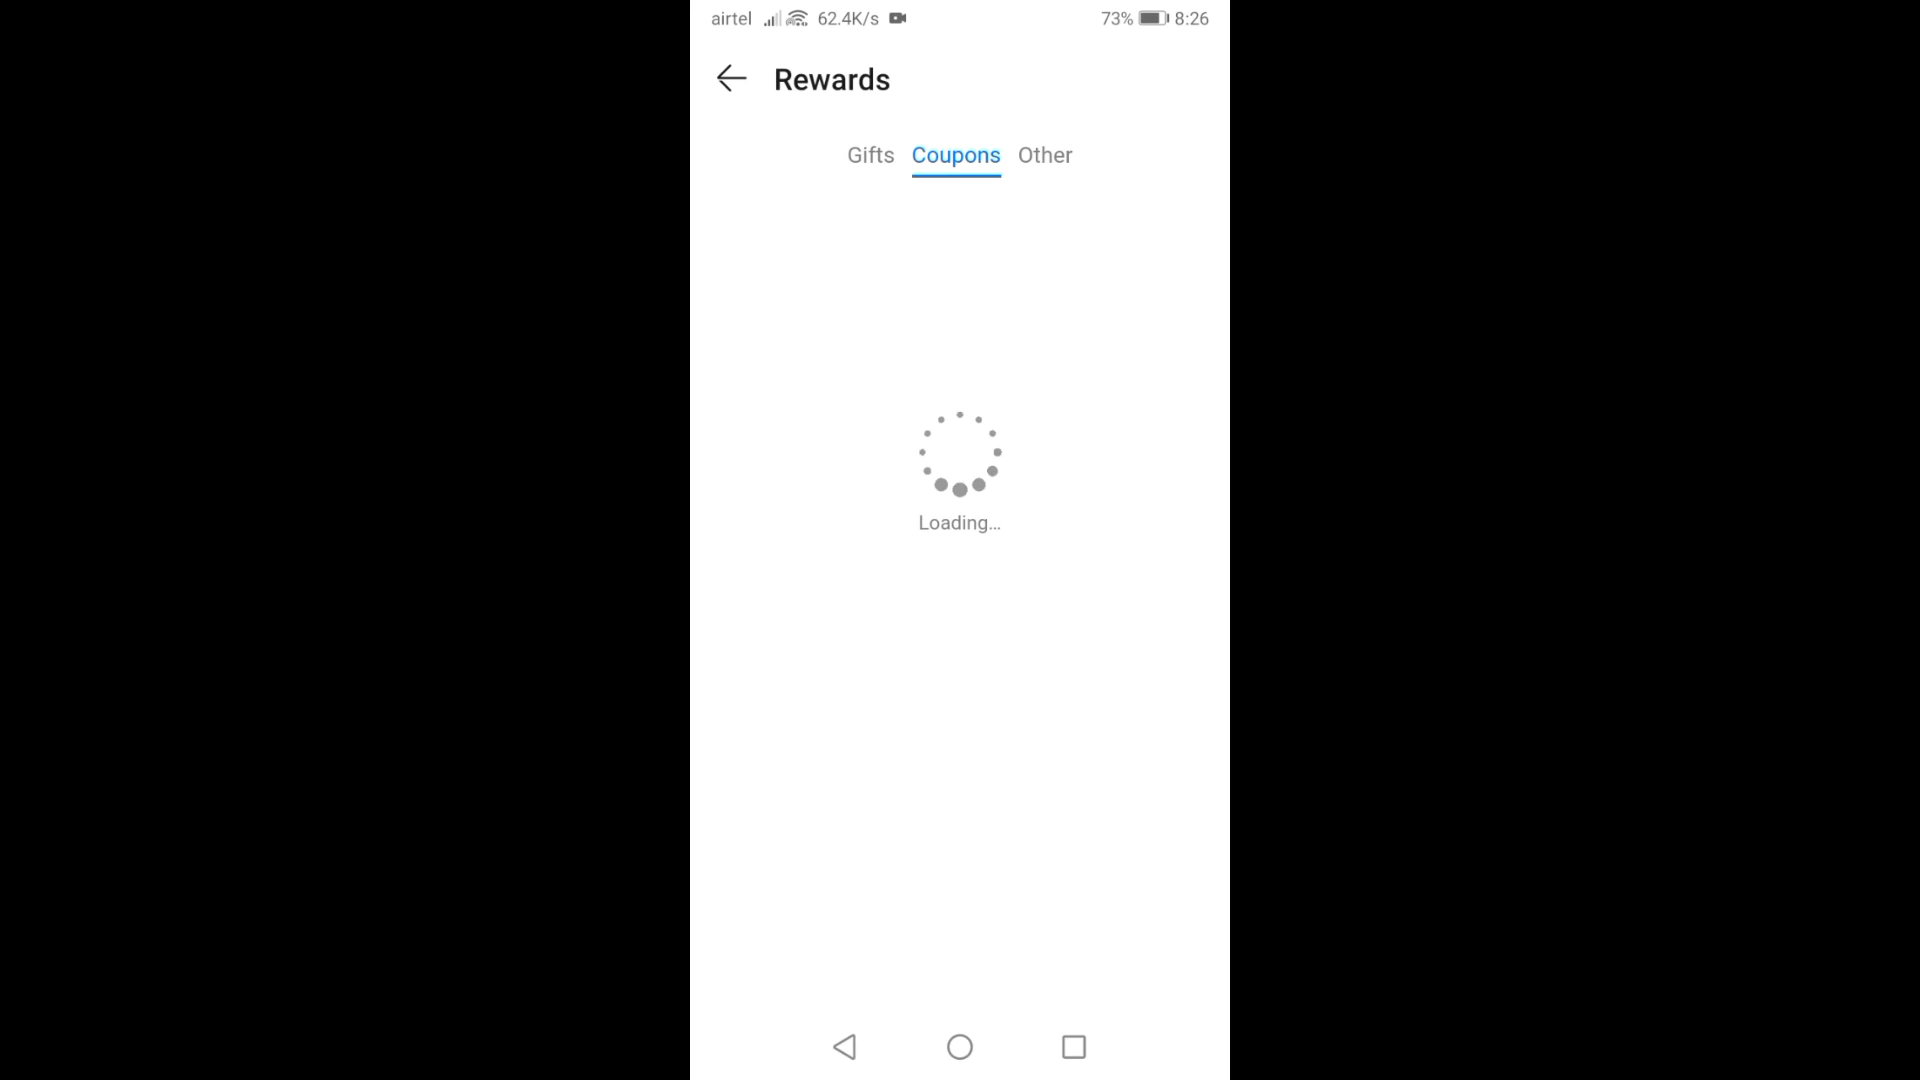 airtel 62.4K/s 73% 8:26
Rewards
Gifts Coupons Other
Loading...